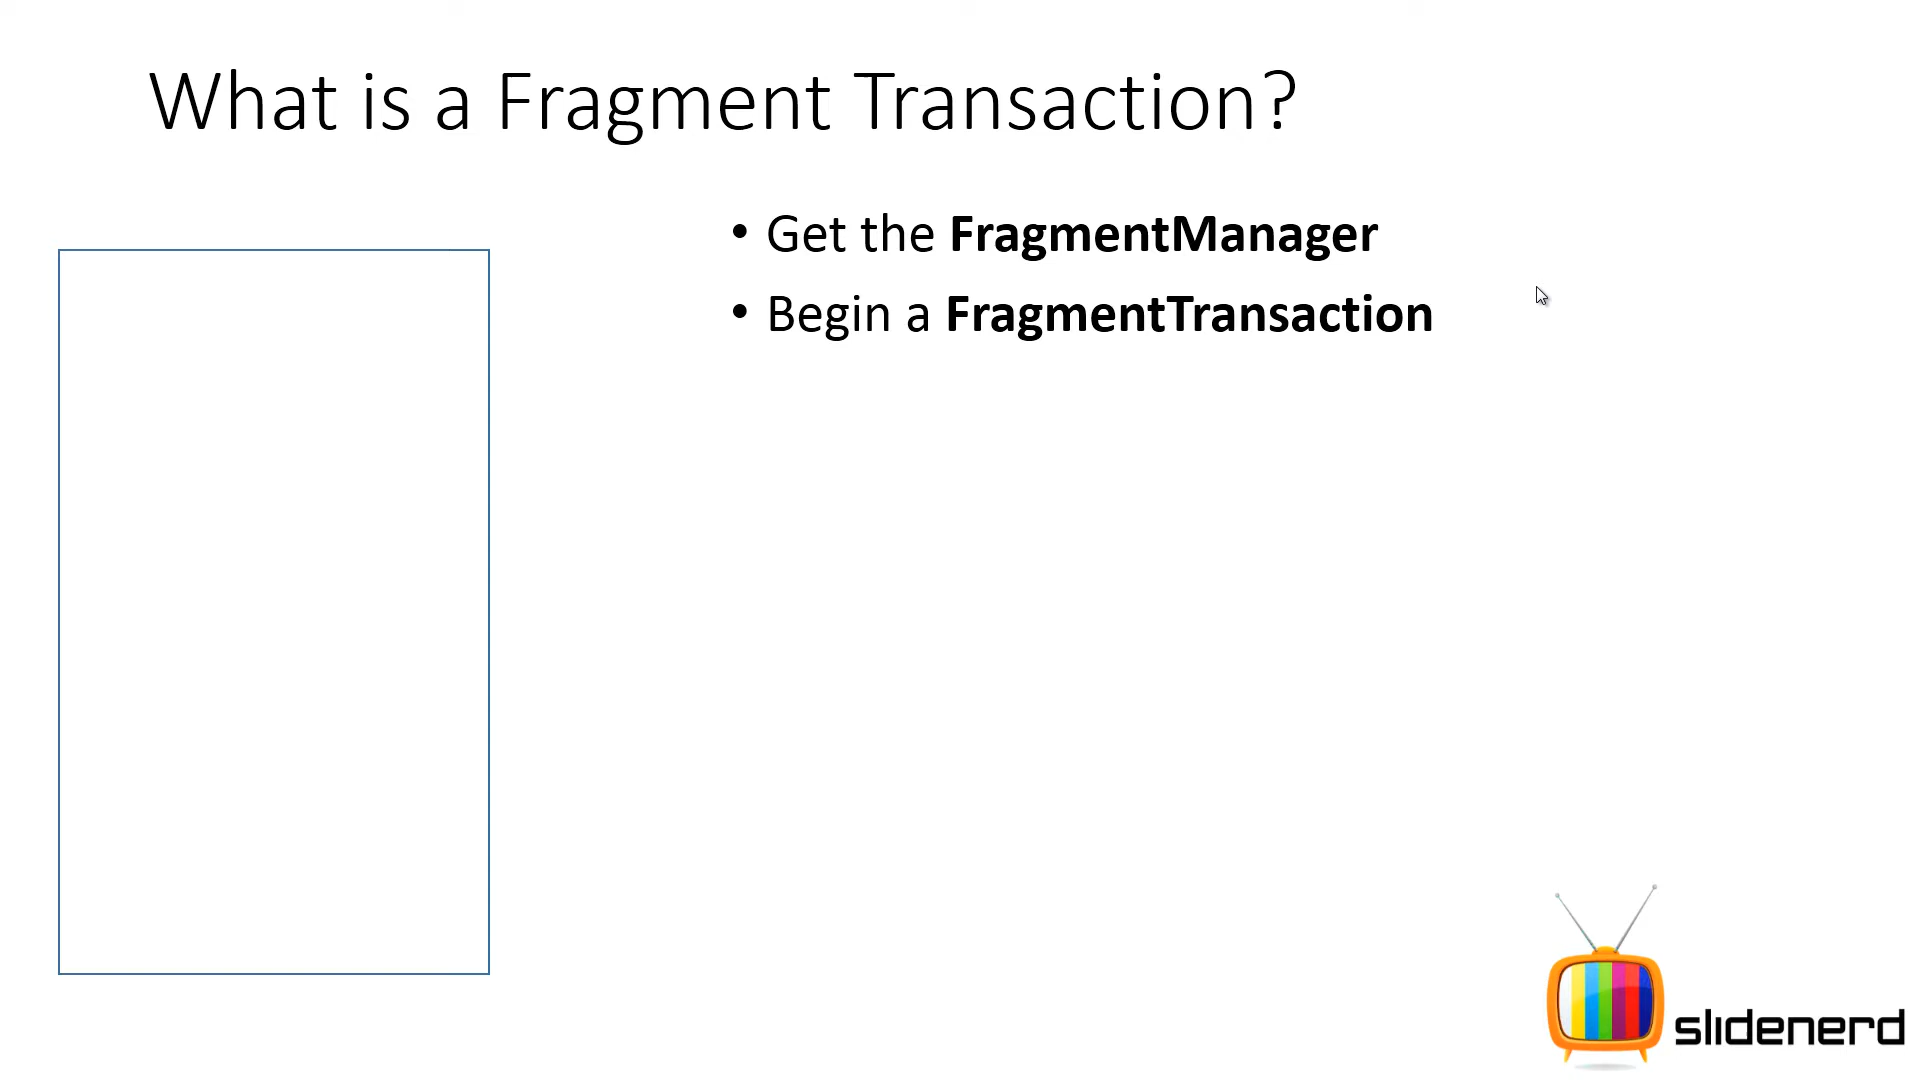 What is a Fragment Transaction?
• Get the FragmentManager
• Begin a FragmentTransaction
slidenerd